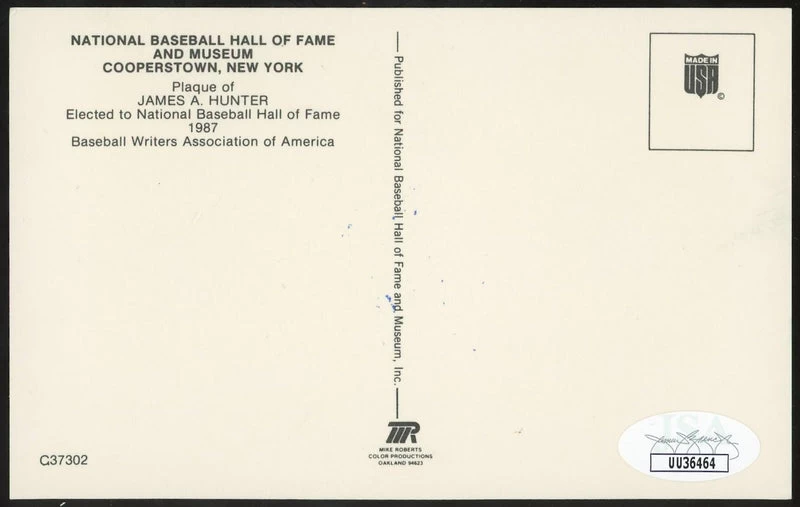 NATIONAL BASEBALL HALL OF FAME
AND MUSEUM
COOPERSTOWN, NEW YORK
Plaque of
JAMES A. HUNTER
Elected to National Baseball Hall of Fame
1987
Baseball Writers Association of America
Published for National Baseball Hall of Fame and Museum, Inc.
MADE IN
USA
©
MR
MIKE ROBERTS
COLOR PRODUCTIONS
OAKLAND 94623
C37302
JSA
UU36464